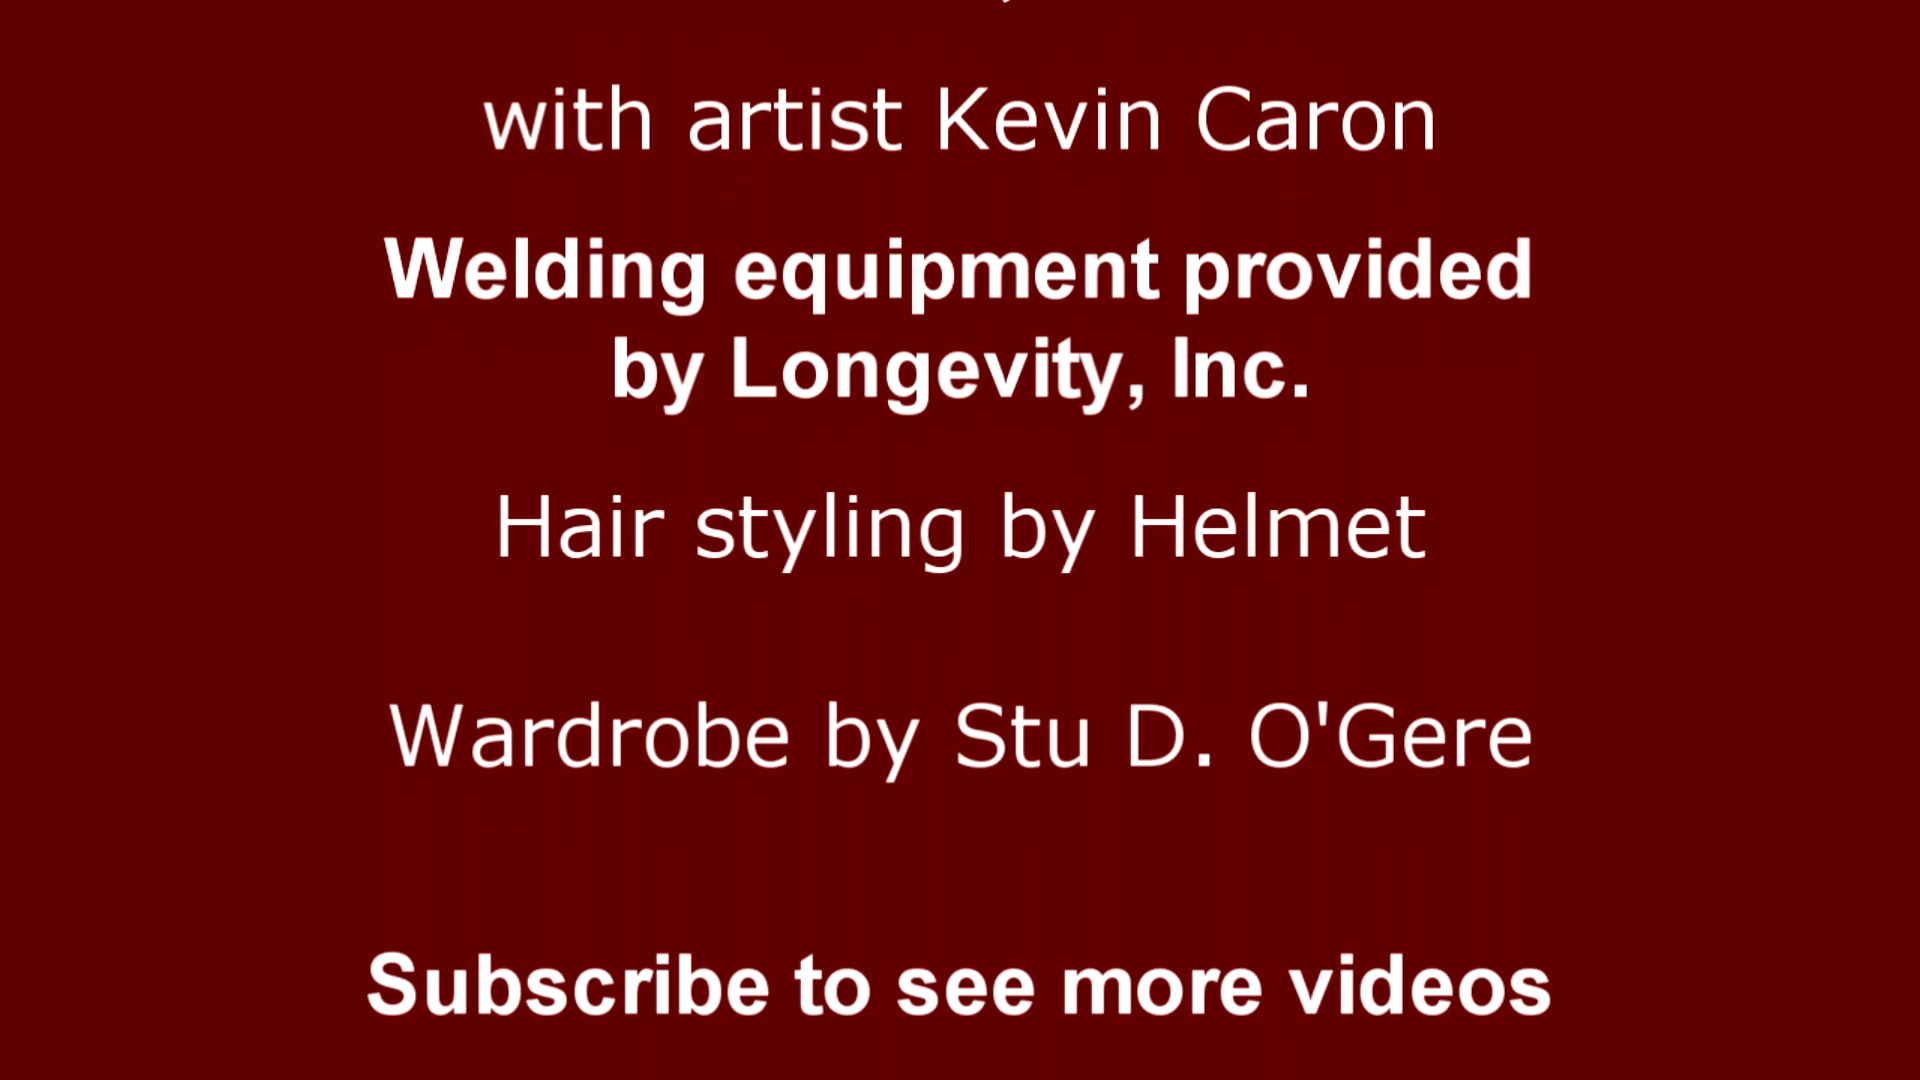 with artist Kevin Caron
Welding equipment provided
by Longevity, Inc.
Hair styling by Helmet
Wardrobe by Stu D. O'Gere
Subscribe to see more videos